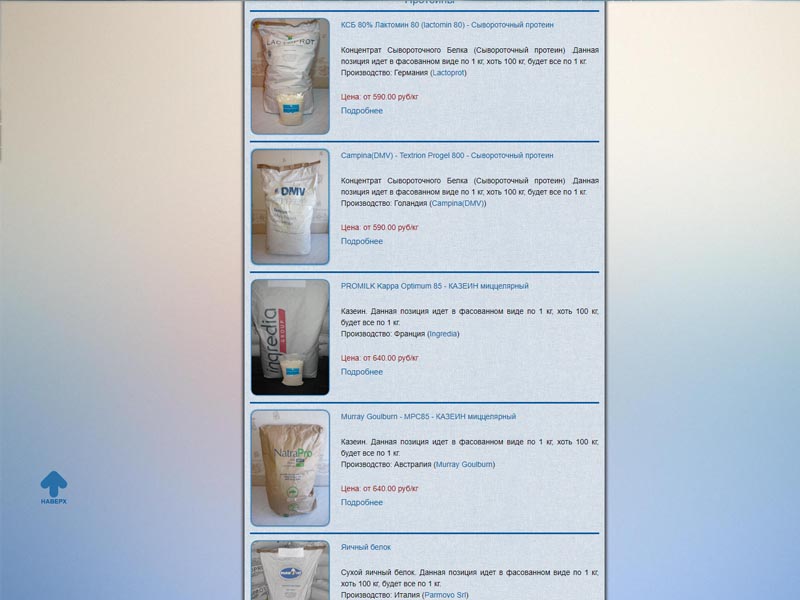 Протеины
КСБ 80% Лактомин 80 (lactomin 80) - Сывороточный протеин
Концентрат Сывороточного Белка (Сывороточный протеин) .Данная
позиция идет в фасованном виде по 1 кг, хоть 100 кг, будет все по 1 кг.
Производство: Германия (Lactoprot)
Цена: от 590.00 руб/кг
Подробнее
LACTOPROT
Campina(DMV) - Textrion Progel 800 - Сывороточный протеин
Концентрат Сывороточного Белка (Сывороточный протеин) .Данная
позиция идет в фасованном виде по 1 кг, хоть 100 кг, будет все по 1 кг.
Производство: Голандия (Campina(DMV))
Цена: от 590.00 руб/кг
Подробнее
DMV
PROMILK Kappa Optimum 85 - КАЗЕИН миццелярный
Казеин. Данная позиция идет в фасованном виде по 1 кг, хоть 100 кг,
будет все по 1 кг.
Производство: Франция (Ingredia)
Цена: от 640.00 руб/кг
Подробнее
ingredia
GROUP
Murray Goulburn - MPC85 - КАЗЕИН миццелярный
Казеин. Данная позиция идет в фасованном виде по 1 кг, хоть 100 кг,
будет все по 1 кг.
Производство: Австралия (Murray Goulburn)
Цена: от 640.00 руб/кг
Подробнее
NatraPro
НАВЕРХ
Яичный белок
Сухой яичный белок. Данная позиция идет в фасованном виде по 1 кг,
хоть 100 кг, будет все по 1 кг.
Производство: Италия (Parmovo Srl)